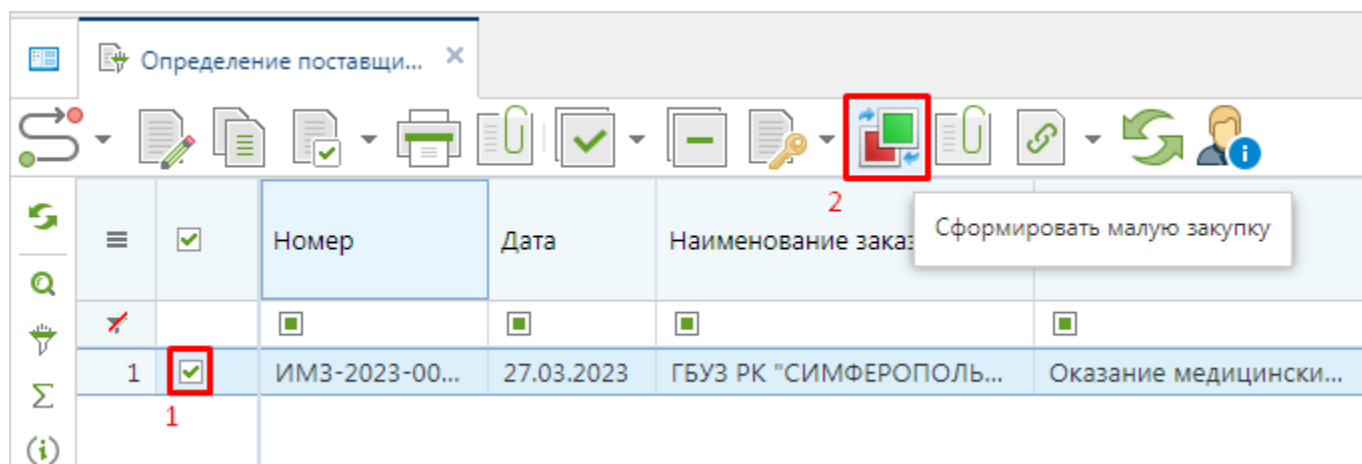 Определение поставщи...
2
Сформировать малую закупку
Номер
Дата
Наименование заказ
1 ИМЗ-2023-00... 27.03.2023 ГБУЗ РК "СИМФЕРОПОЛЬ... Оказание медицински...
1